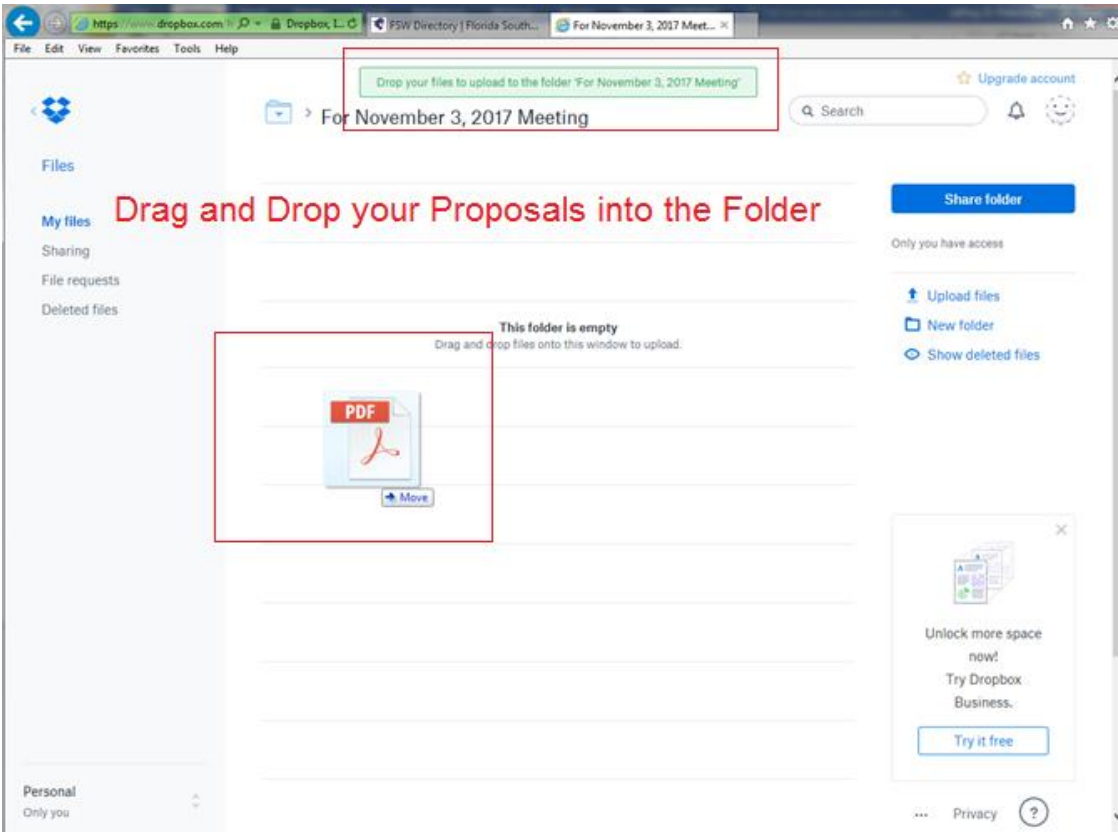 https://www.dropbox.com
Dropbox, I... 
FSW Directory | Florida South...
For November 3, 2017 Meet...
File Edit View Favorites Tools Help
Drop your files to upload to the folder 'For November 3, 2017 Meeting'
Upgrade account
> For November 3, 2017 Meeting
Search
Files
Drag and Drop your Proposals into the Folder
Share folder
My files
Sharing
Only you have access
File requests
Deleted files
Upload files
This folder is empty
New folder
Drag and drop files onto this window to upload.
Show deleted files
PDF
Move
Unlock more space
now!
Try Dropbox
Business.
Try it free
Personal
Only you
... Privacy ?